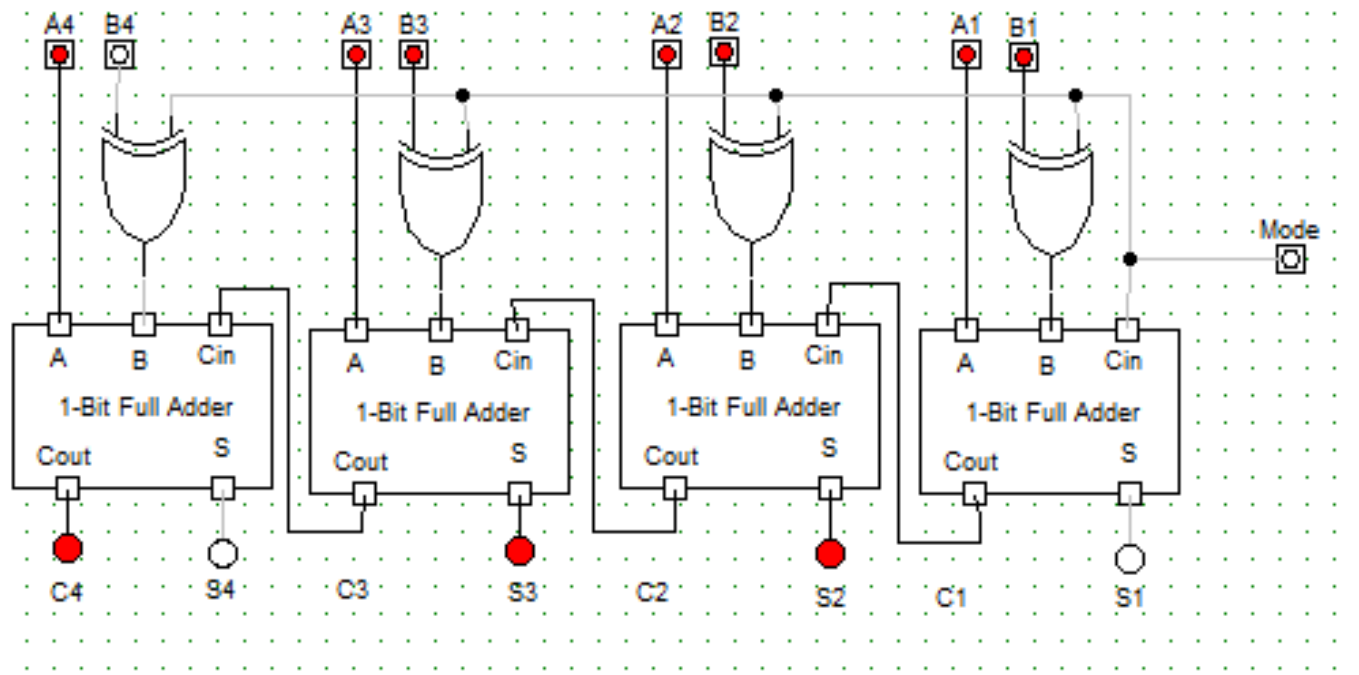 A4 B4 A3 B3 A2 B2 A1 B1
Mode
A B Cin A B Cin A B Cin A B Cin
1-Bit Full Adder 1-Bit Full Adder 1-Bit Full Adder 1-Bit Full Adder
Cout S Cout S Cout S Cout S
C4 S4 C3 S3 C2 S2 C1 S1